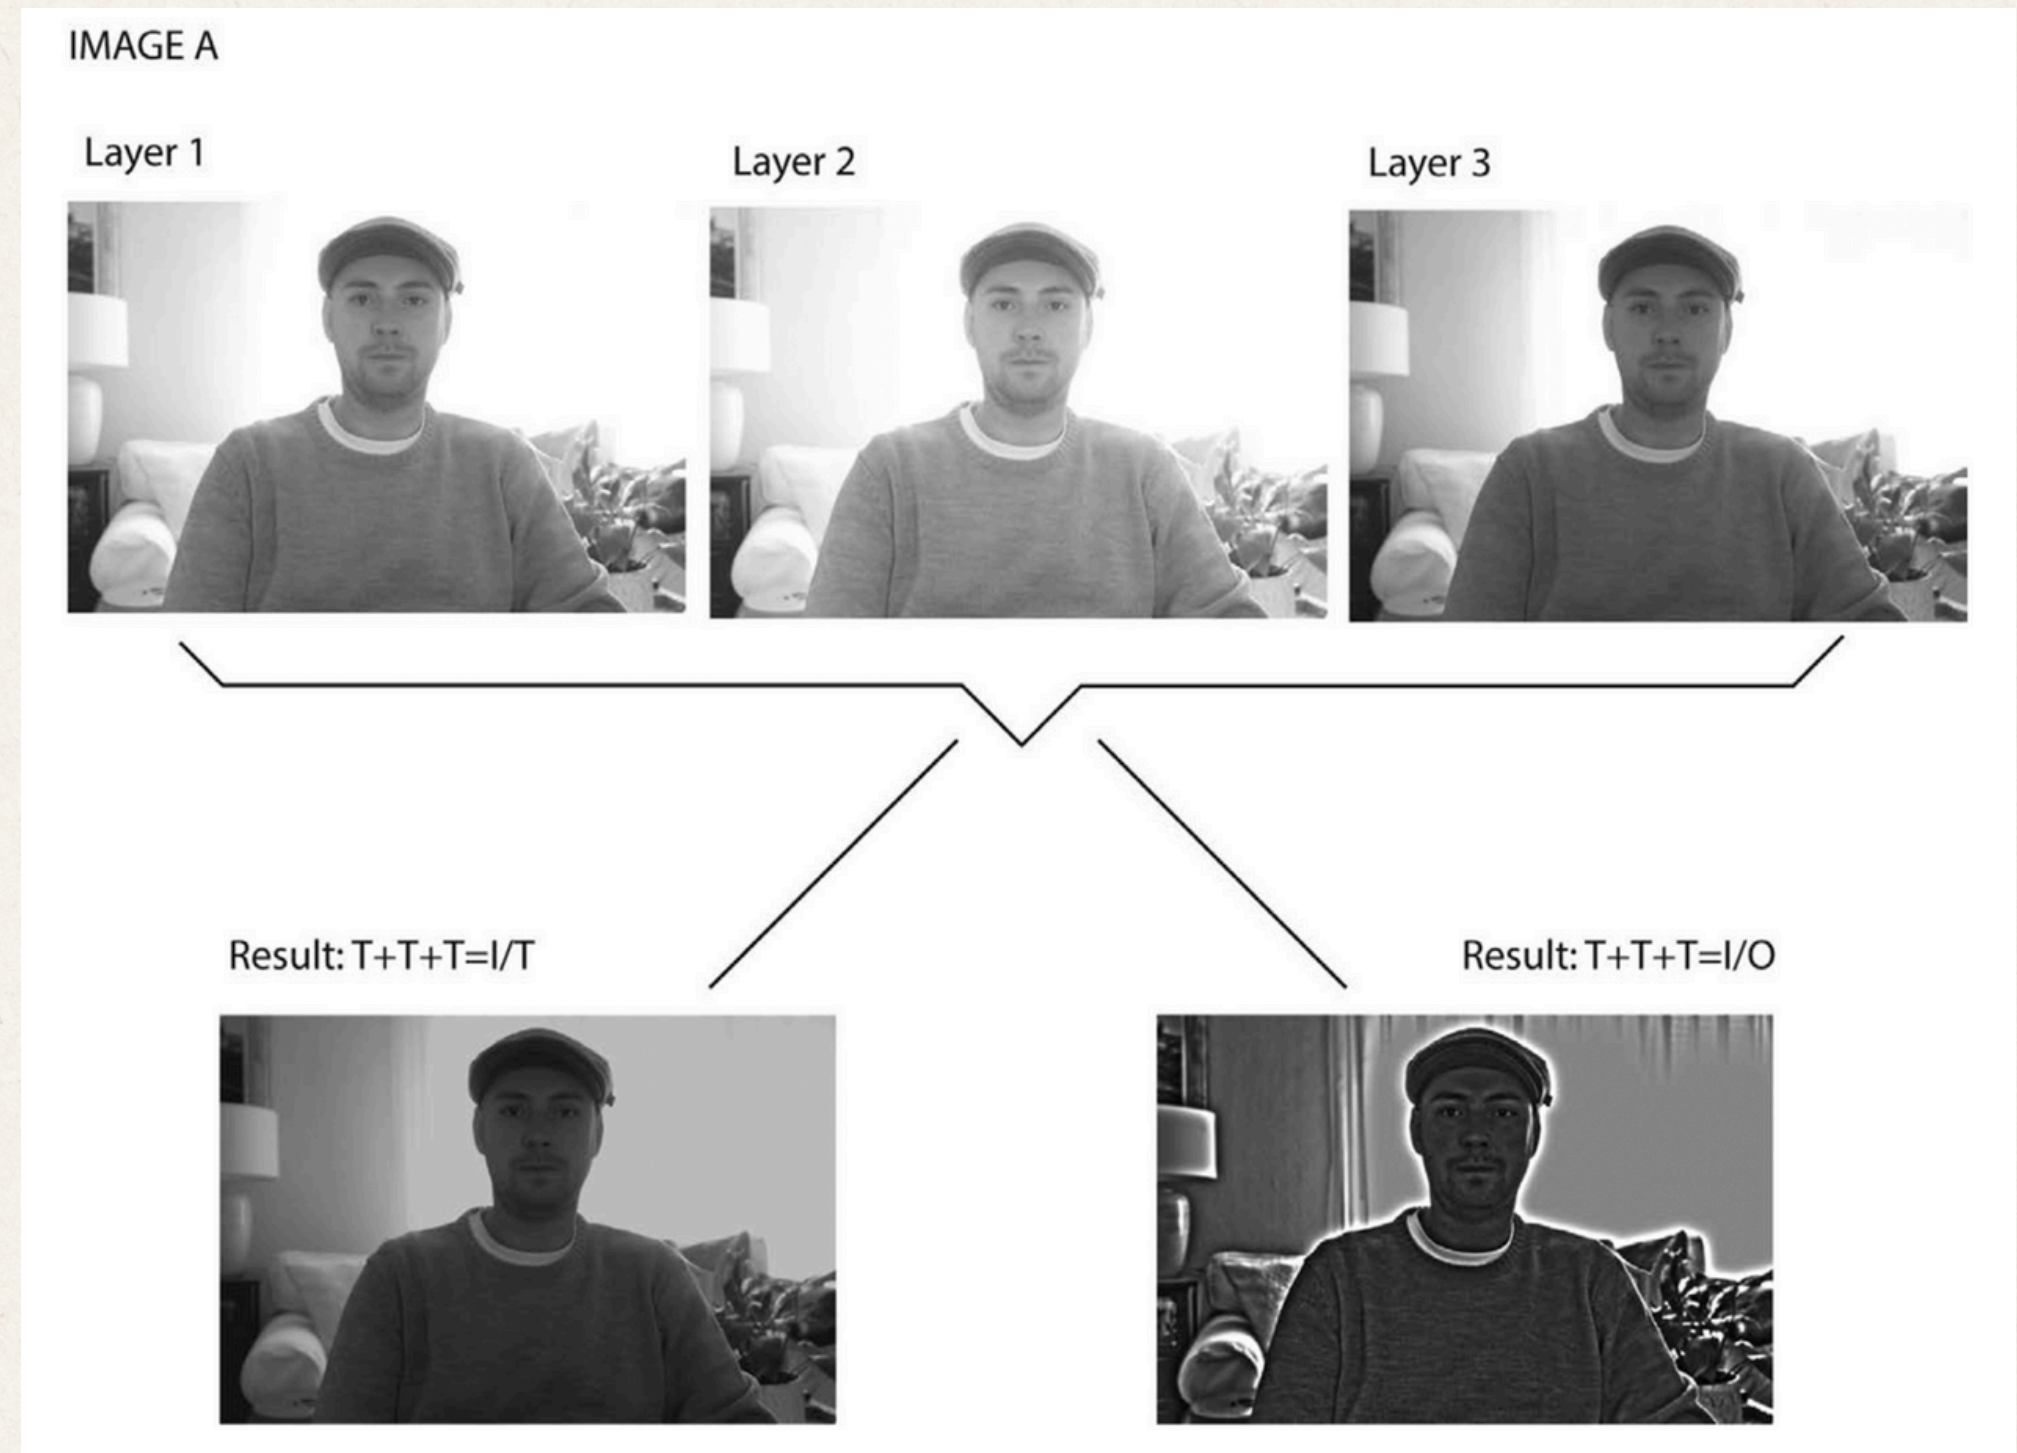 IMAGE A
Layer 1
Layer 2
Layer 3
Result: T+T+T=I/T
Result: T+T+T=I/O